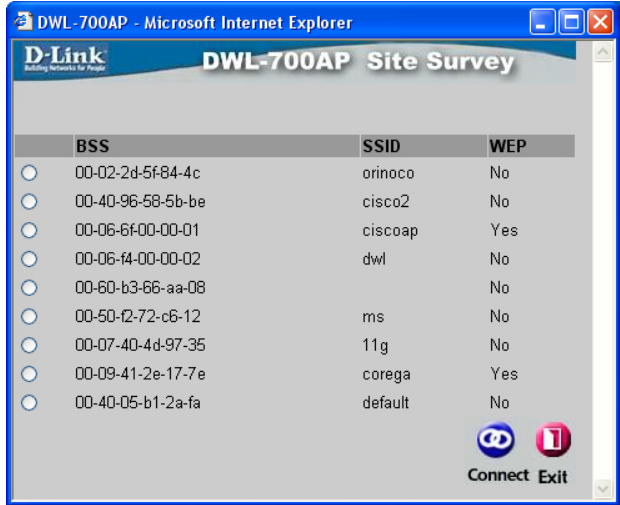 DWL-700AP - Microsoft Internet Explorer
D-Link
Building Networks for People
DWL-700AP Site Survey
BSS SSID WEP
00-02-2d-5f-84-4c orinoco No
00-40-96-58-5b-be cisco2 No
00-06-6f-00-00-01 ciscoap Yes
00-06-f4-00-00-02 dwl No
00-60-b3-66-aa-08 No
00-50-f2-72-c6-12 ms No
00-07-40-4d-97-35 11g No
00-09-41-2e-17-7e corega Yes
00-40-05-b1-2a-fa default No
Connect Exit